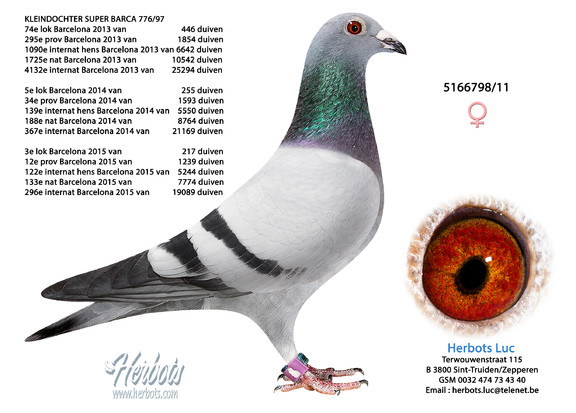 KLEINDOCHTER SUPER BARCA 776/97
74e lok Barcelona 2013 van 446 duiven
295e prov Barcelona 2013 van 1854 duiven
1090e internat hens Barcelona 2013 van 6642 duiven
1725e nat Barcelona 2013 van 10542 duiven
4132e internat Barcelona 2013 van 25294 duiven
5e lok Barcelona 2014 van 255 duiven
34e prov Barcelona 2014 van 1593 duiven
139e internat hens Barcelona 2014 van 5550 duiven
188e nat Barcelona 2014 van 8764 duiven
367e internat Barcelona 2014 van 21169 duiven
3e lok Barcelona 2015 van 217 duiven
12e prov Barcelona 2015 van 1239 duiven
122e internat hens Barcelona 2015 van 5244 duiven
133e nat Barcelona 2015 van 7774 duiven
296e internat Barcelona 2015 van 19089 duiven
5166798/11
♀
Herbots Luc
Terwouwenstraat 115
B 3800 Sint-Truiden/Zepperen
GSM 0032 474 73 43 40
Email : herbots.luc@telenet.be
Herbots
www.herbots.com